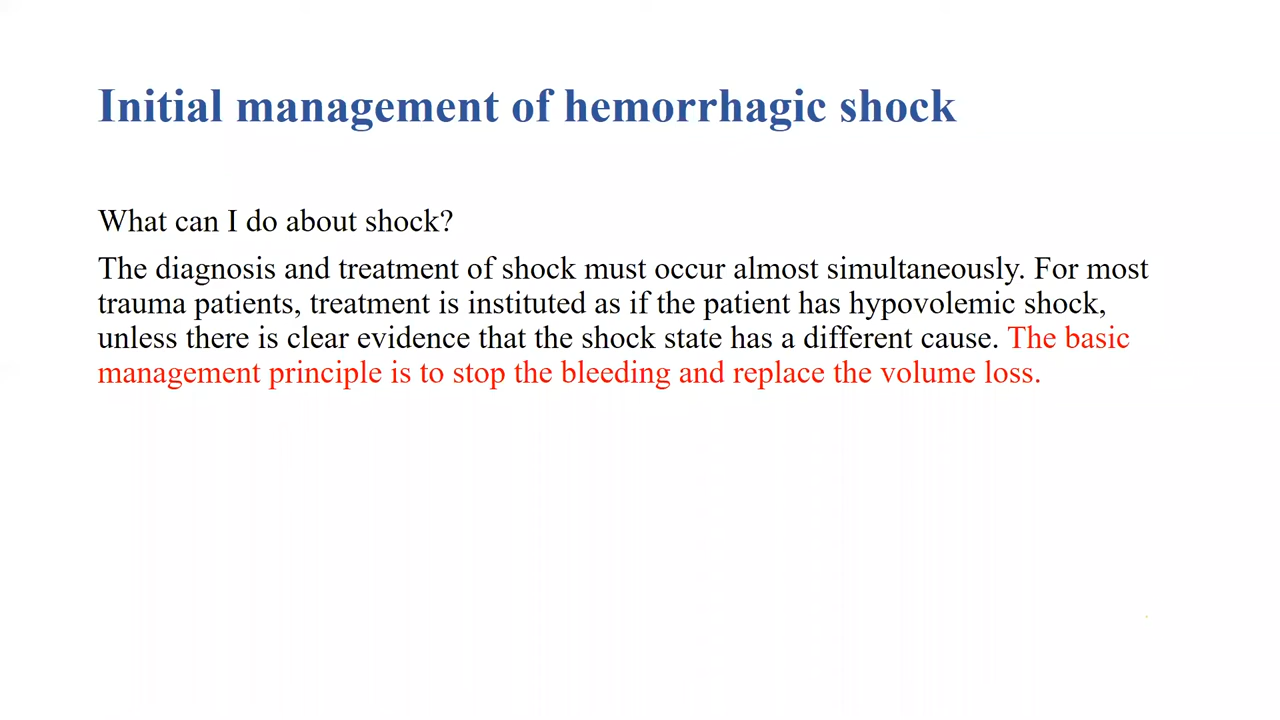 Initial management of hemorrhagic shock
What can I do about shock?
The diagnosis and treatment of shock must occur almost simultaneously. For most
trauma patients, treatment is instituted as if the patient has hypovolemic shock,
unless there is clear evidence that the shock state has a different cause. The basic
management principle is to stop the bleeding and replace the volume loss.